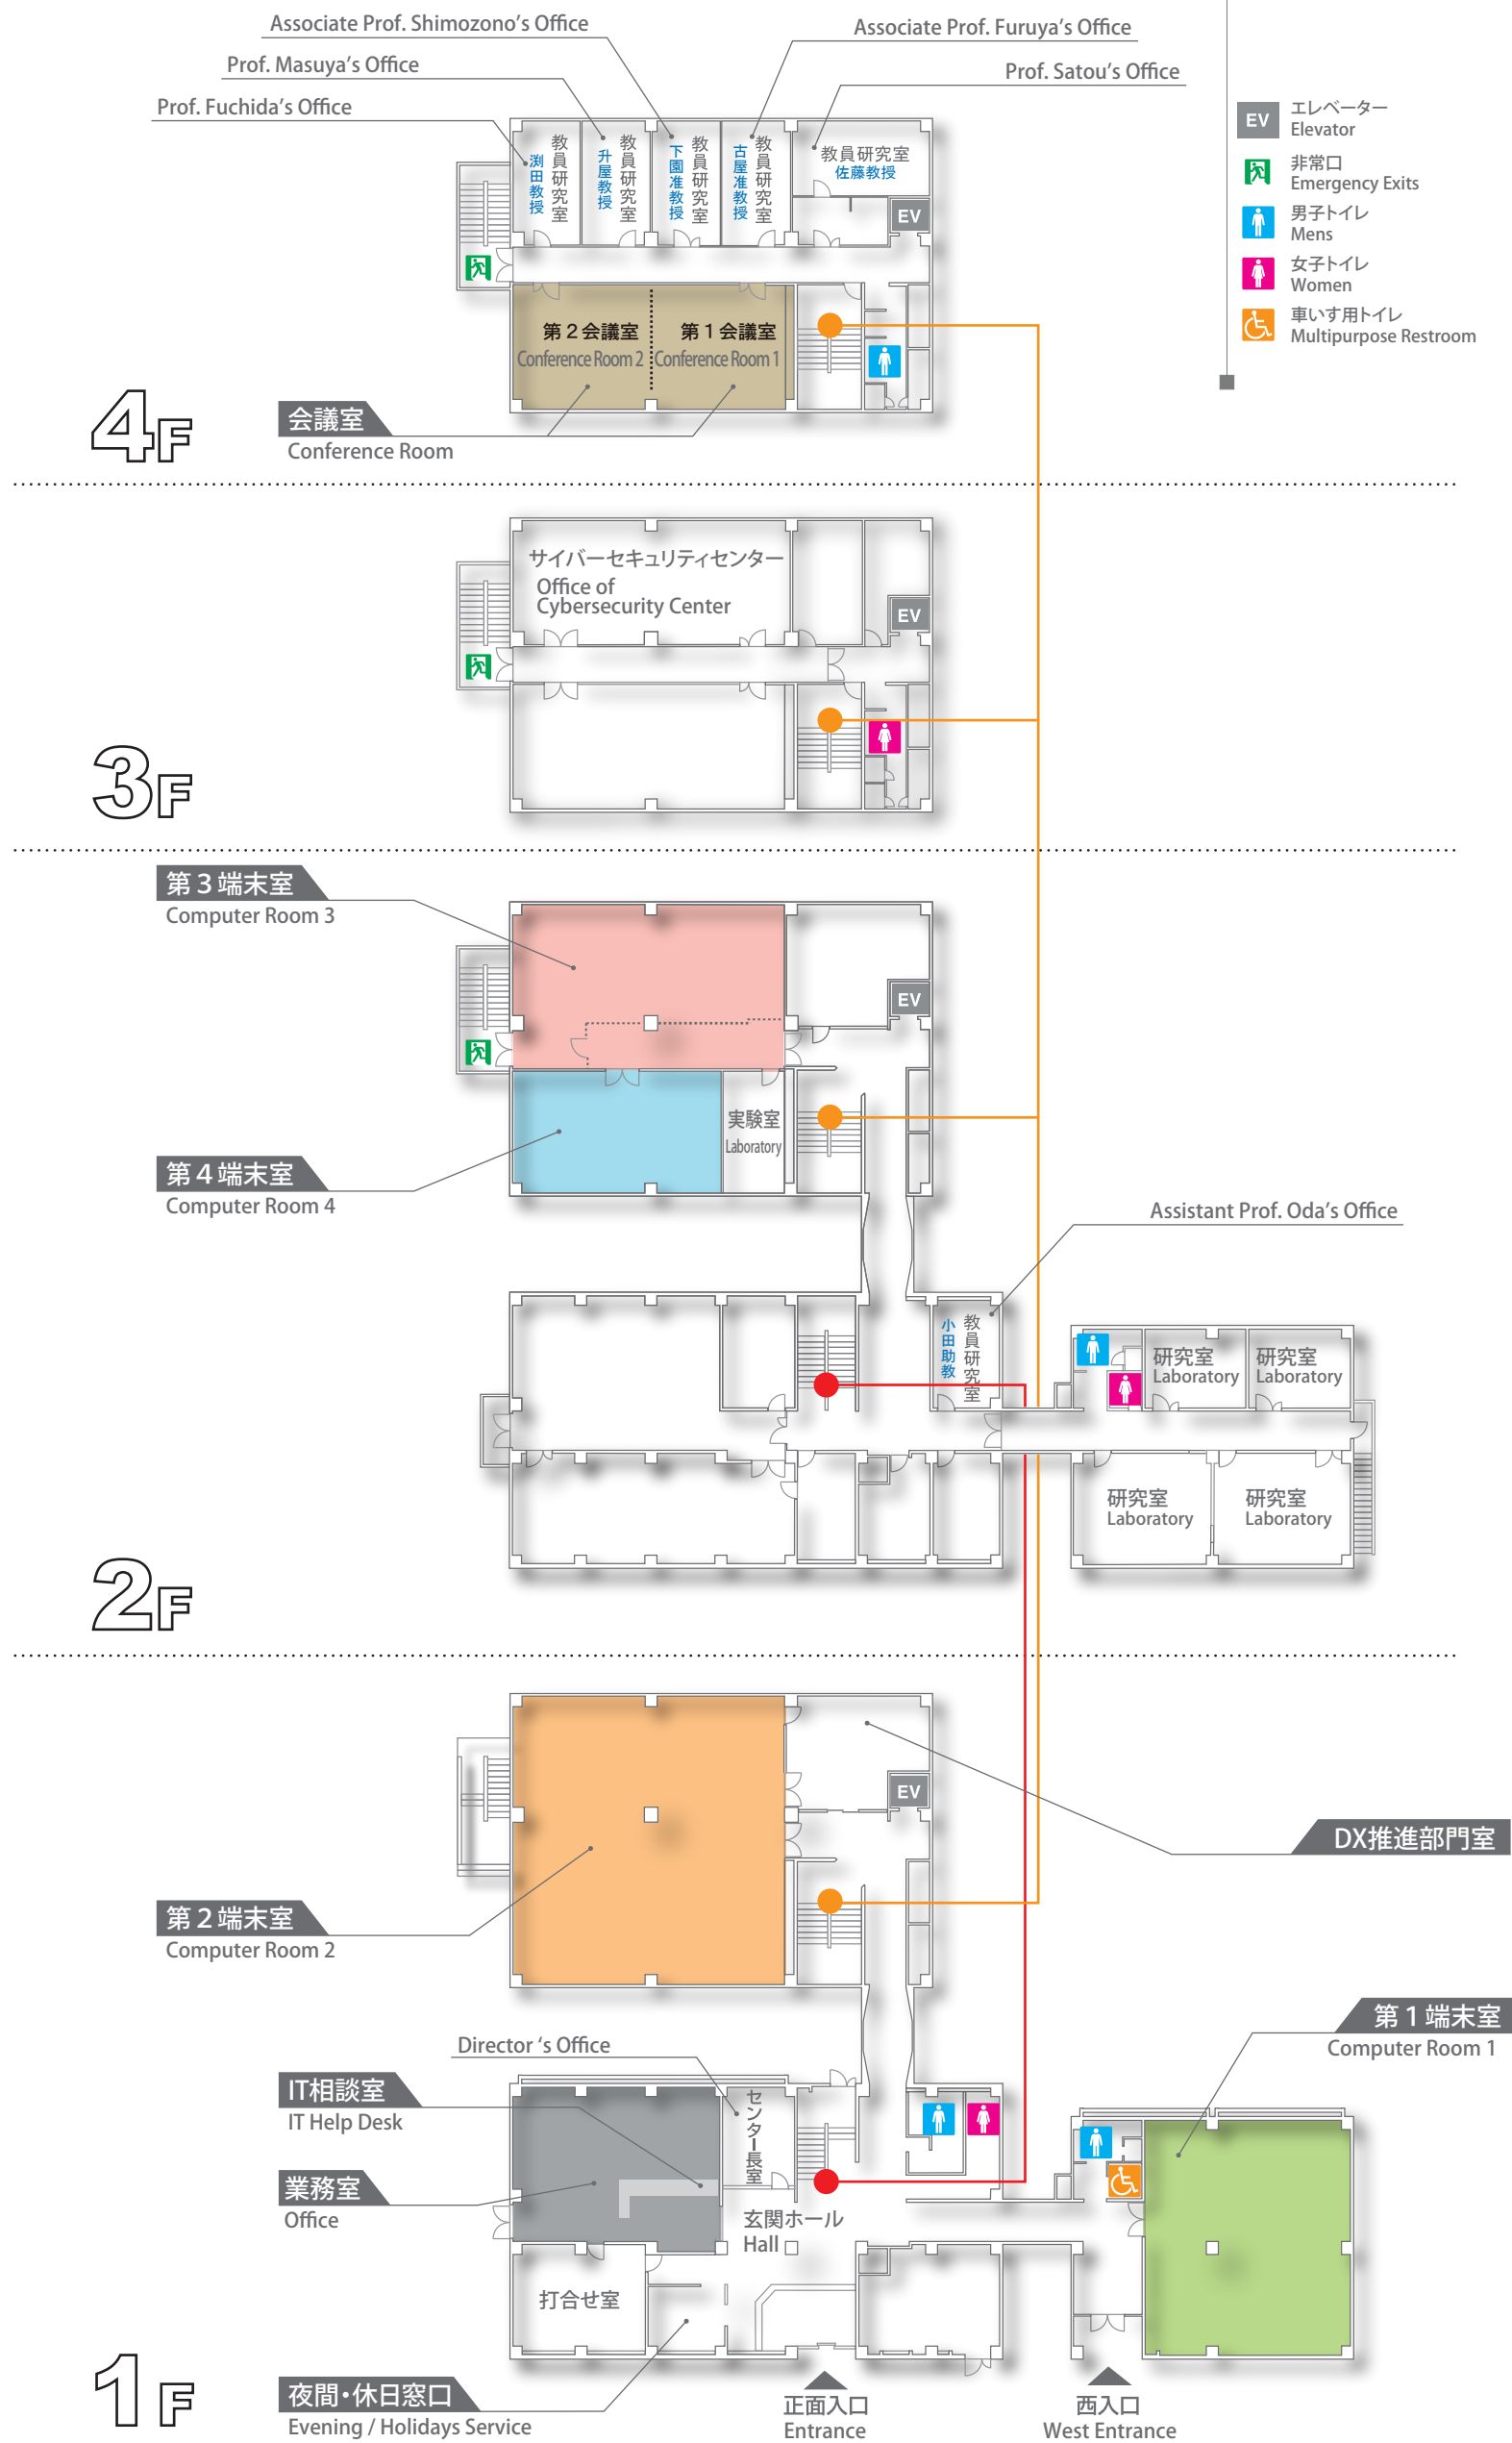 Associate Prof. Shimozono's Office
Associate Prof. Furuya's Office
Prof. Masuya's Office
Prof. Satou's Office
Prof. Fuchida's Office
EV
エレベーター
Elevator
非常口
Emergency Exits
男子トイレ
Mens
女子トイレ
Women
車いす用トイレ
Multipurpose Restroom
教員研究室
渕田教授
教員研究室
升屋教授
教員研究室
下園准教授
教員研究室
古屋准教授
教員研究室
佐藤教授
EV
第2会議室
Conference Room 2
第1会議室
Conference Room 1
4F
会議室
Conference Room
サイバーセキュリティセンター
Office of
Cybersecurity Center
EV
3F
第3端末室
Computer Room 3
EV
実験室
Laboratory
第4端末室
Computer Room 4
Assistant Prof. Oda's Office
教員研究室
小田助教
研究室
Laboratory
研究室
Laboratory
研究室
Laboratory
研究室
Laboratory
2F
EV
DX推進部門室
第2端末室
Computer Room 2
第1端末室
Computer Room 1
Director ‘s Office
IT相談室
IT Help Desk
センター長室
業務室
Office
玄関ホール
Hall
打合せ室
1F
夜間・休日窓口
Evening / Holidays Service
正面入口
Entrance
西入口
West Entrance